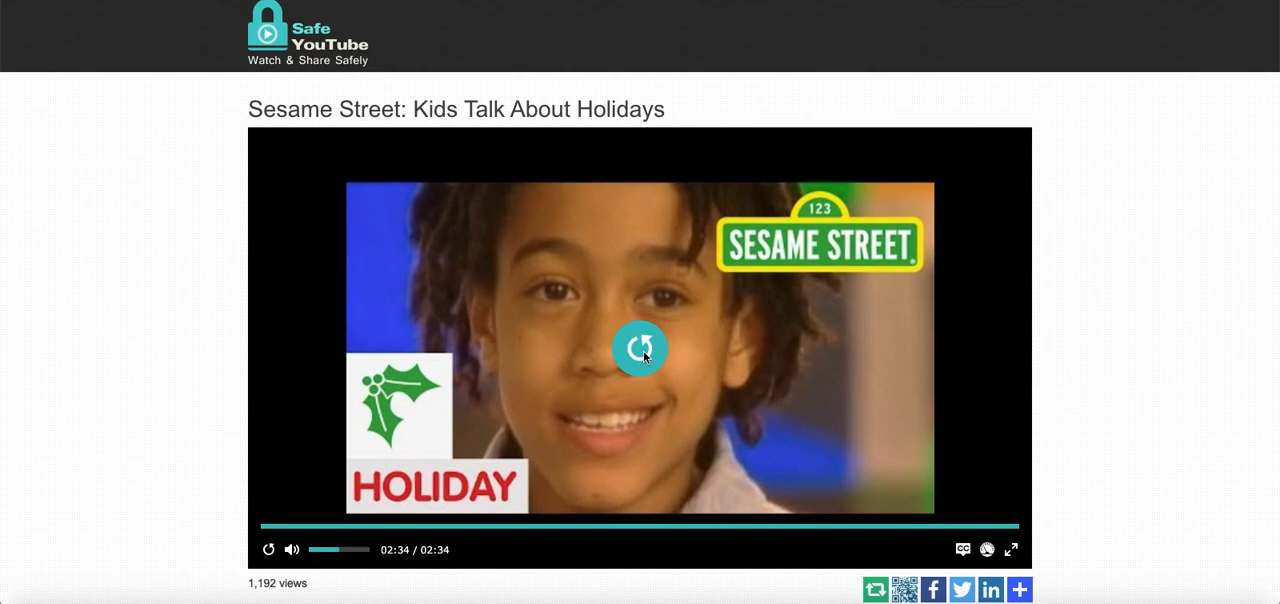 Safe
YouTube
Watch & Share Safely
Sesame Street: Kids Talk About Holidays
123
SESAME STREET
HOLIDAY
02:34 / 02:34
CC
1,192 views
f
in